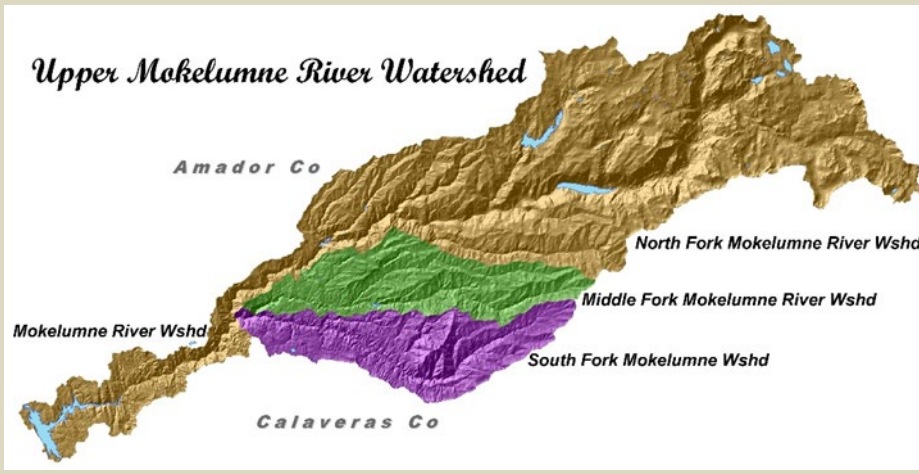 Upper Mokelumne River Watershed
Amador Co
North Fork Mokelumne River Wshd
Middle Fork Mokelumne River Wshd
Mokelumne River Wshd
South Fork Mokelumne Wshd
Calaveras Co